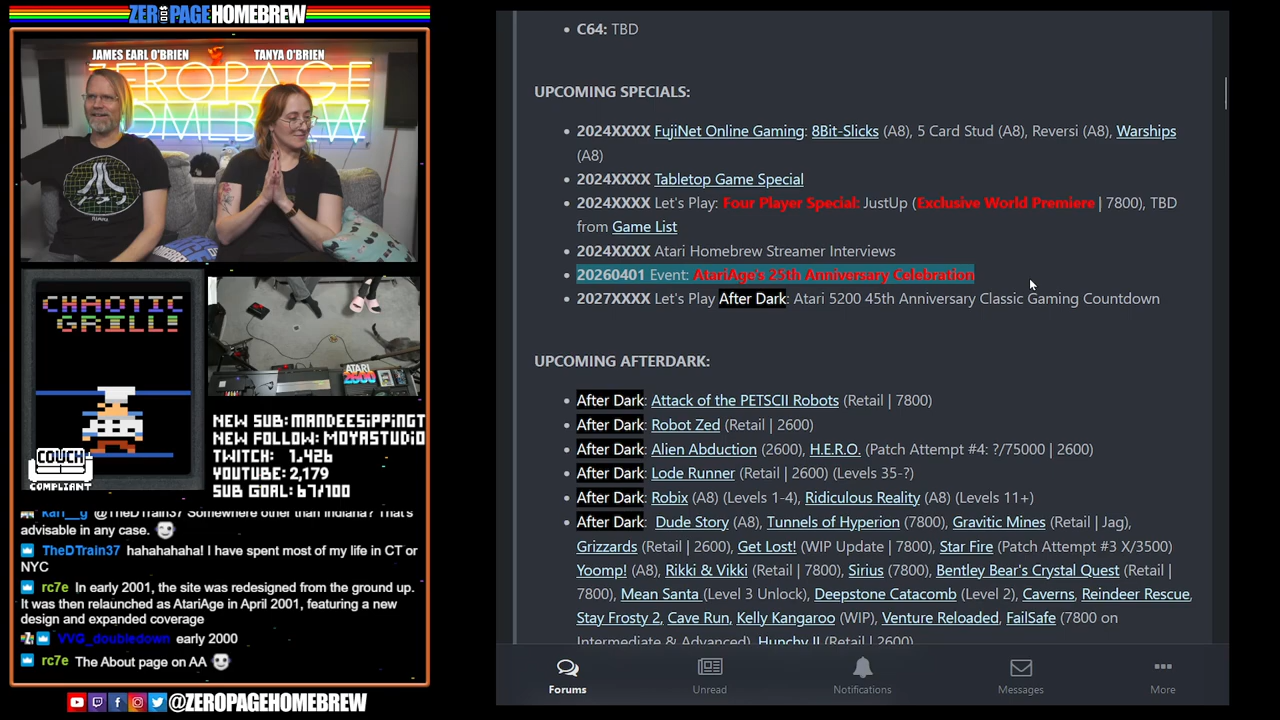 ZEROPAGEHOMEBREW
JAMES EARL O'BRIEN
TANYA O'BRIEN
ZEROPAGE
HOMEBREW
ATARI
CHAOTIC
GRILL!
COUCH
COMPLIANT
ATARI
2600
NEW SUB:MANDEESIPPINGT
NEW FOLLOW:MOYASTUDIO
TWITCH: 1,426
YOUTUBE: 2,179
SUB GOAL: 67/100
karl__g @TheDTrain37 Somewhere other than Indiana? That's
advisable in any case.
TheDTrain37 hahahahaha! I have spent most of my life in CT or
NYC
rc7e In early 2001, the site was redesigned from the ground up.
It was then relaunched as AtariAge in April 2001, featuring a new
design and expanded coverage
VVG_doubledown early 2000
rc7e The About page on AA
@ZEROPAGEHOMEBREW
• C64: TBD
UPCOMING SPECIALS:
• 2024XXXX FujiNet Online Gaming: 8Bit-Slicks (A8), 5 Card Stud (A8), Reversi (A8), Warships
(A8)
• 2024XXXX Tabletop Game Special
• 2024XXXX Let's Play: Four Player Special: JustUp (Exclusive World Premiere | 7800), TBD
from Game List
• 2024XXXX Atari Homebrew Streamer Interviews
• 20260401 Event: AtariAge's 25th Anniversary Celebration
• 2027XXXX Let's Play After Dark: Atari 5200 45th Anniversary Classic Gaming Countdown
UPCOMING AFTERDARK:
• After Dark: Attack of the PETSCII Robots (Retail | 7800)
• After Dark: Robot Zed (Retail | 2600)
• After Dark: Alien Abduction (2600), H.E.R.O. (Patch Attempt #4: ?/75000 | 2600)
• After Dark: Lode Runner (Retail | 2600) (Levels 35-?)
• After Dark: Robix (A8) (Levels 1-4), Ridiculous Reality (A8) (Levels 11+)
• After Dark: Dude Story (A8), Tunnels of Hyperion (7800), Gravitic Mines (Retail | Jag),
Grizzards (Retail | 2600), Get Lost! (WIP Update | 7800), Star Fire (Patch Attempt #3 X/3500)
Yoomp! (A8), Rikki & Vikki (Retail | 7800), Sirius (7800), Bentley Bear's Crystal Quest (Retail |
7800), Mean Santa (Level 3 Unlock), Deepstone Catacomb (Level 2), Caverns, Reindeer Rescue,
Stay Frosty 2, Cave Run, Kelly Kangaroo (WIP), Venture Reloaded, FailSafe (7800 on
Intermediate & Advanced), Hunchy II (Retail | 2600)
Forums
Unread
Notifications
Messages
More